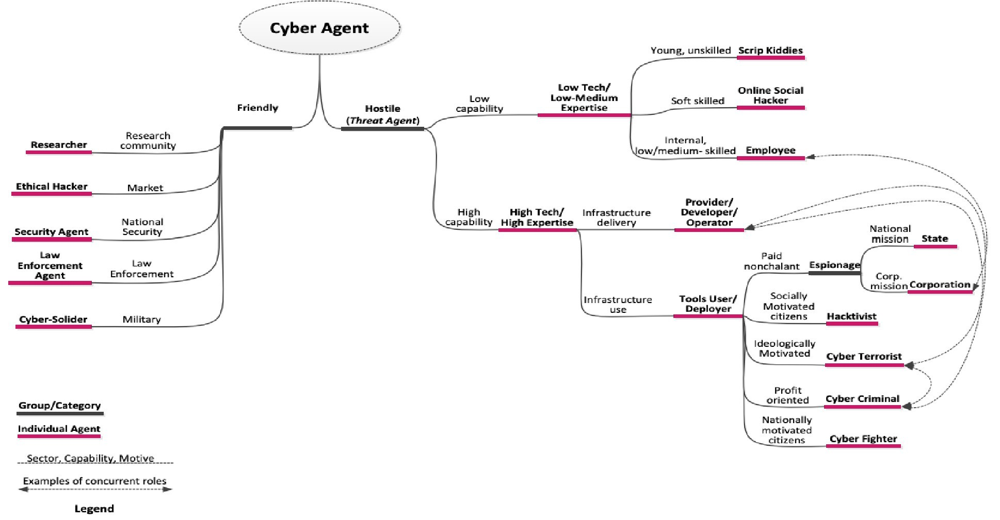 Cyber Agent
Friendly
Research
community
Researcher
Market
Ethical Hacker
National
Security
Security Agent
Law
Enforcement
Law
Enforcement
Agent
Military
Cyber-Solider
Hostile
(Threat Agent)
Low
capability
Low Tech/
Low-Medium
Expertise
Young, unskilled
Scrip Kiddies
Soft skilled
Online Social
Hacker
Internal,
low/medium- skilled
Employee
High
capability
High Tech/
High Expertise
Infrastructure
delivery
Provider/
Developer/
Operator
Infrastructure
use
Tools User/
Deployer
Paid
nonchalant
Espionage
National
mission
State
Corp.
mission
Corporation
Socially
Motivated
citizens
Hacktivist
Ideologically
Motivated
Cyber Terrorist
Profit
oriented
Cyber Criminal
Nationally
motivated
citizens
Cyber Fighter
Group/Category
Individual Agent
Sector, Capability, Motive
Examples of concurrent roles
Legend